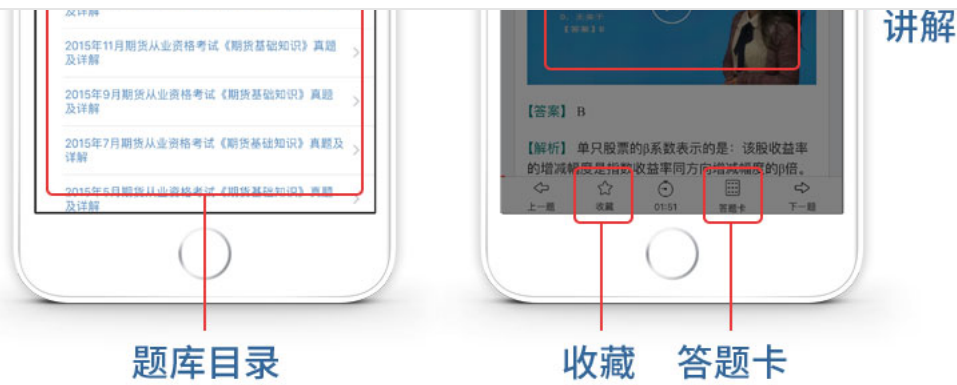 及详解
2015年11月期货从业资格考试《期货基础知识》真题
及详解
2015年9月期货从业资格考试《期货基础知识》真题
及详解
2015年7月期货从业资格考试《期货基础知识》真题及
详解
2015年5月期货从业资格考试《期货基础知识》真题
及详解
题库目录
讲解
【答案】B
【答案】 B
【解析】 单只股票的β系数表示的是：该股收益率
的增减幅度是指数收益率同方向增减幅度的β倍。
上一题 收藏 01:51 答题卡 下一题
收藏 答题卡